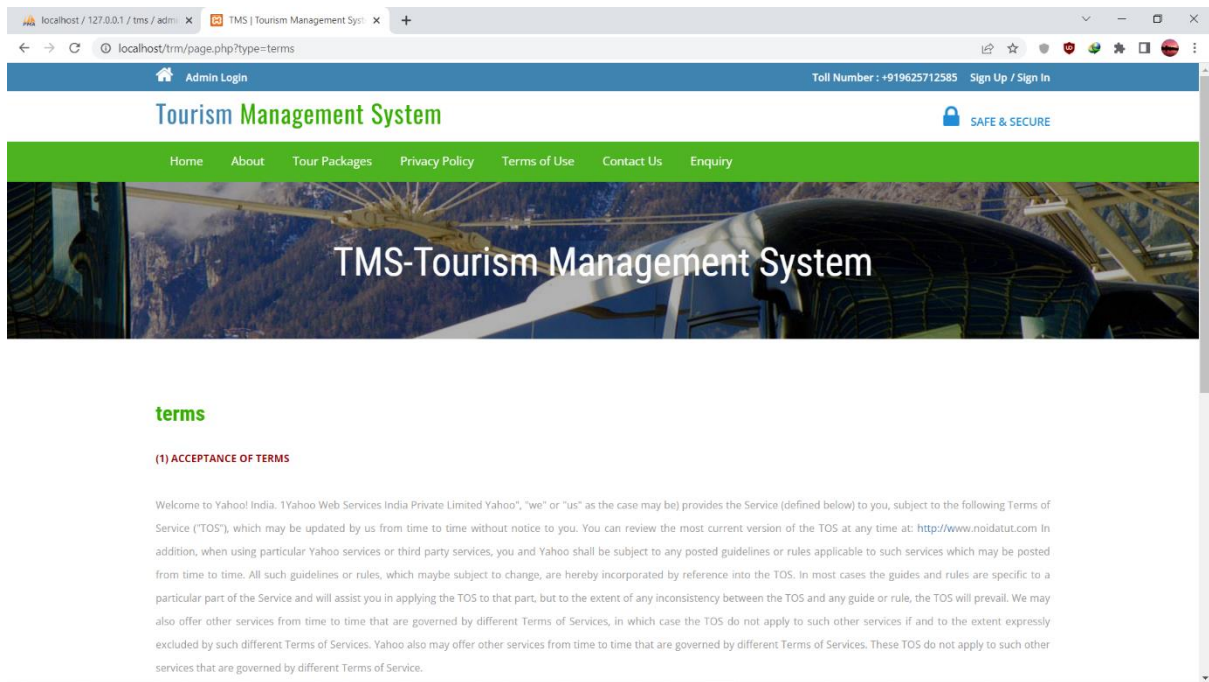 localhost / 127.0.0.1 / tms / admi
TMS | Tourism Management Syst
localhost/trm/page.php?type=terms
Admin Login
Toll Number : +919625712585 Sign Up / Sign In
Tourism Management System
SAFE & SECURE
Home About Tour Packages Privacy Policy Terms of Use Contact Us Enquiry
TMS-Tourism Management System
terms
(1) ACCEPTANCE OF TERMS
Welcome to Yahoo! India. 1Yahoo Web Services India Private Limited Yahoo", "we" or "us" as the case may be) provides the Service (defined below) to you, subject to the following Terms of
Service ("TOS"), which may be updated by us from time to time without notice to you. You can review the most current version of the TOS at any time at: http://www.noidatut.com In
addition, when using particular Yahoo services or third party services, you and Yahoo shall be subject to any posted guidelines or rules applicable to such services which may be posted
from time to time. All such guidelines or rules, which maybe subject to change, are hereby incorporated by reference into the TOS. In most cases the guides and rules are specific to a
particular part of the Service and will assist you in applying the TOS to that part, but to the extent of any inconsistency between the TOS and any guide or rule, the TOS will prevail. We may
also offer other services from time to time that are governed by different Terms of Services, in which case the TOS do not apply to such other services if and to the extent expressly
excluded by such different Terms of Services. Yahoo also may offer other services from time to time that are governed by different Terms of Services. These TOS do not apply to such other
services that are governed by different Terms of Service.